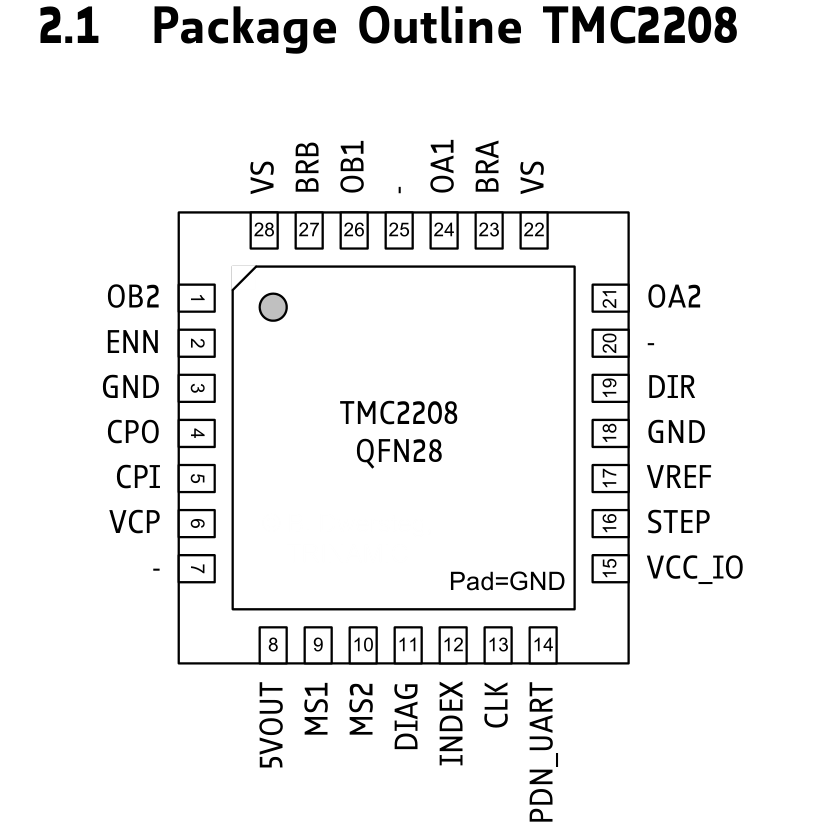 2.1 Package Outline TMC2208
VS BRB OB1 - OA1 BRA VS
28 27 26 25 24 23 22
OB2 1 21 OA2
ENN 2 20 -
GND 3 19 DIR
CPO 4 18 GND
CPI 5 17 VREF
VCP 6 16 STEP
- 7 15 VCC_IO
TMC2208
QFN28
Pad=GND
8 9 10 11 12 13 14
5VOUT MS1 MS2 DIAG INDEX CLK PDN_UART